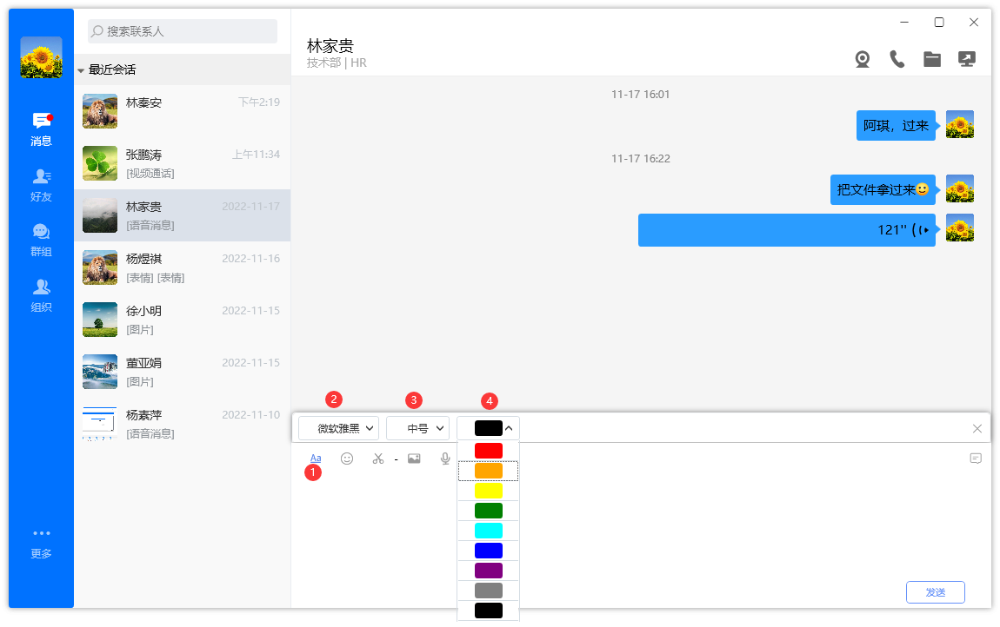 搜索联系人
最近会话
消息
好友
群组
组织
更多
林秦安 下午2:19
张鹏涛 上午11:34
[视频通话]
林家贵 2022-11-17
[语音消息]
杨煜祺 2022-11-16
[表情] [表情]
徐小明 2022-11-15
[图片]
董亚娟 2022-11-15
[图片]
杨素萍 2022-11-10
[语音消息]
林家贵
技术部 | HR
11-17 16:01
阿琪，过来
11-17 16:22
把文件拿过来
121''
2 3 4
微软雅黑 中号
Aa
1
发送